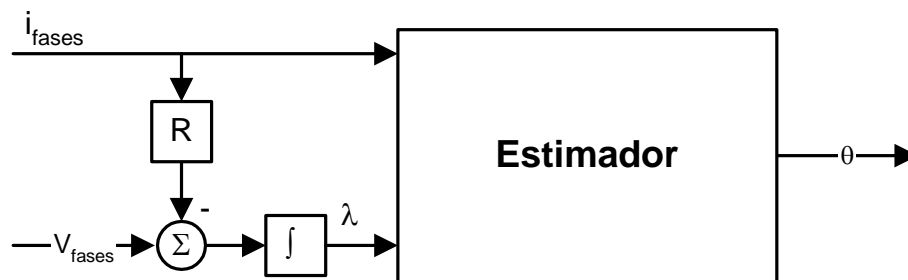 i_fases
R
Estimador
θ
-
λ
V_fases
Σ
∫